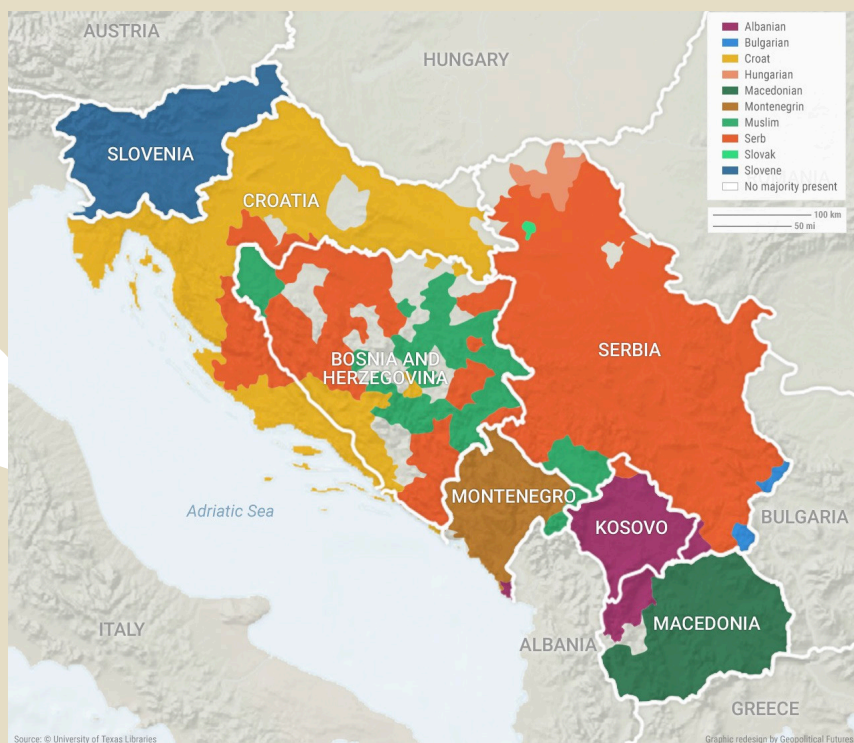 AUSTRIA
HUNGARY
SLOVENIA
CROATIA
BOSNIA AND
HERZEGOVINA
SERBIA
MONTENEGRO
KOSOVO
MACEDONIA
Adriatic Sea
ITALY
ALBANIA
BULGARIA
GREECE
Albanian
Bulgarian
Croat
Hungarian
Macedonian
Montenegrin
Muslim
Serb
Slovak
Slovene
No majority present
100 km
50 mi
Source: © University of Texas Libraries
Graphic redesign by Geopolitical Futures